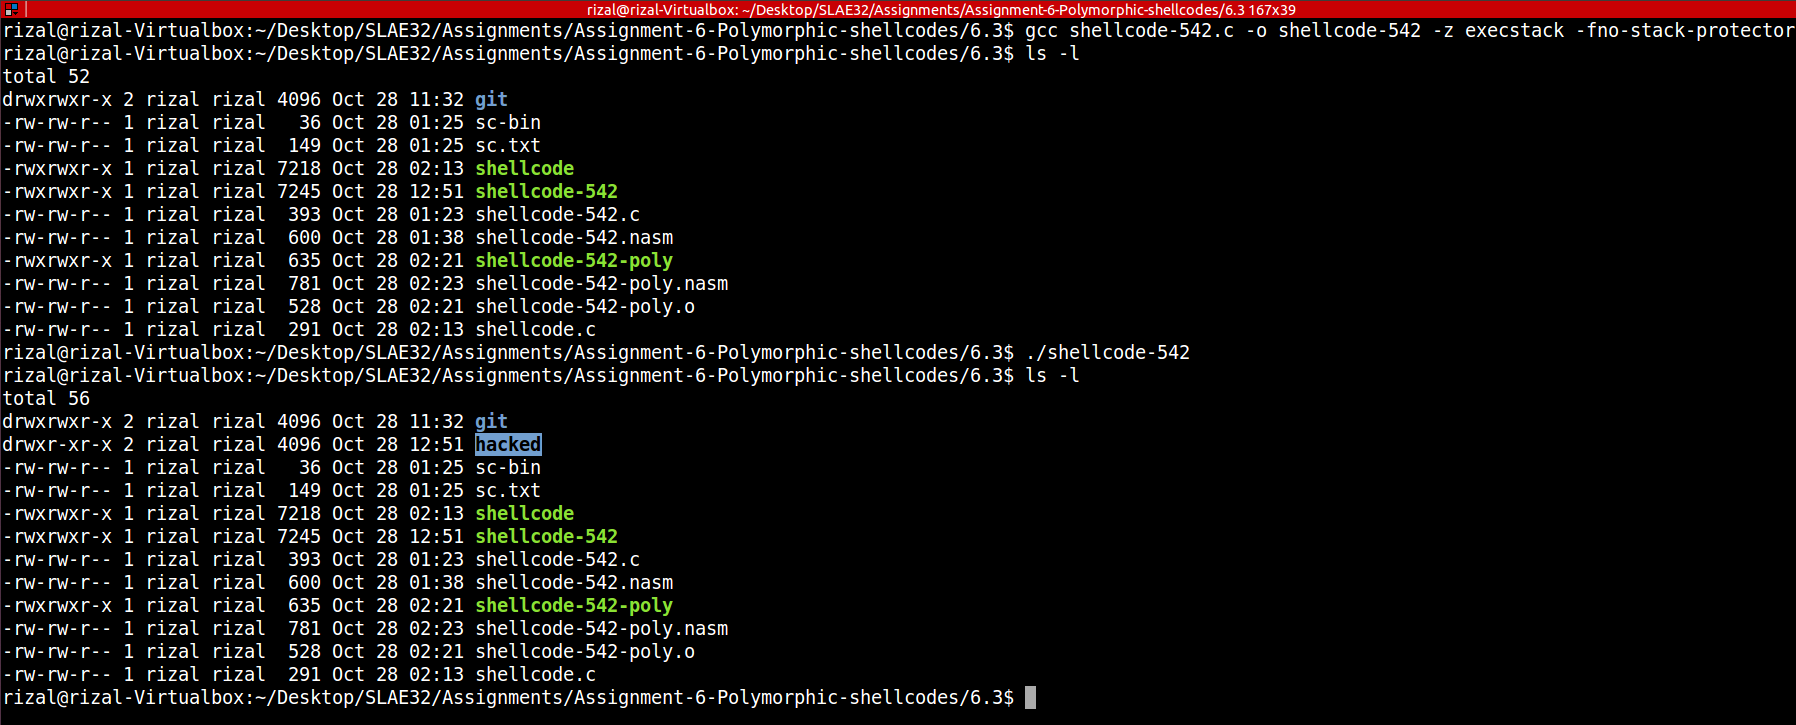 rizal@rizal-Virtualbox: ~/Desktop/SLAE32/Assignments/Assignment-6-Polymorphic-shellcodes/6.3 167x39
rizal@rizal-Virtualbox:~/Desktop/SLAE32/Assignments/Assignment-6-Polymorphic-shellcodes/6.3$ gcc shellcode-542.c -o shellcode-542 -z execstack -fno-stack-protector
rizal@rizal-Virtualbox:~/Desktop/SLAE32/Assignments/Assignment-6-Polymorphic-shellcodes/6.3$ ls -l
total 52
drwxrwxr-x 2 rizal rizal 4096 Oct 28 11:32 git
-rw-rw-r-- 1 rizal rizal   36 Oct 28 01:25 sc-bin
-rw-rw-r-- 1 rizal rizal  149 Oct 28 01:25 sc.txt
-rwxrwxr-x 1 rizal rizal 7218 Oct 28 02:13 shellcode
-rwxrwxr-x 1 rizal rizal 7245 Oct 28 12:51 shellcode-542
-rw-rw-r-- 1 rizal rizal  393 Oct 28 01:23 shellcode-542.c
-rw-rw-r-- 1 rizal rizal  600 Oct 28 01:38 shellcode-542.nasm
-rwxrwxr-x 1 rizal rizal  635 Oct 28 02:21 shellcode-542-poly
-rw-rw-r-- 1 rizal rizal  781 Oct 28 02:23 shellcode-542-poly.nasm
-rw-rw-r-- 1 rizal rizal  528 Oct 28 02:21 shellcode-542-poly.o
-rw-rw-r-- 1 rizal rizal  291 Oct 28 02:13 shellcode.c
rizal@rizal-Virtualbox:~/Desktop/SLAE32/Assignments/Assignment-6-Polymorphic-shellcodes/6.3$ ./shellcode-542
rizal@rizal-Virtualbox:~/Desktop/SLAE32/Assignments/Assignment-6-Polymorphic-shellcodes/6.3$ ls -l
total 56
drwxrwxr-x 2 rizal rizal 4096 Oct 28 11:32 git
drwxr-xr-x 2 rizal rizal 4096 Oct 28 12:51 hacked
-rw-rw-r-- 1 rizal rizal   36 Oct 28 01:25 sc-bin
-rw-rw-r-- 1 rizal rizal  149 Oct 28 01:25 sc.txt
-rwxrwxr-x 1 rizal rizal 7218 Oct 28 02:13 shellcode
-rwxrwxr-x 1 rizal rizal 7245 Oct 28 12:51 shellcode-542
-rw-rw-r-- 1 rizal rizal  393 Oct 28 01:23 shellcode-542.c
-rw-rw-r-- 1 rizal rizal  600 Oct 28 01:38 shellcode-542.nasm
-rwxrwxr-x 1 rizal rizal  635 Oct 28 02:21 shellcode-542-poly
-rw-rw-r-- 1 rizal rizal  781 Oct 28 02:23 shellcode-542-poly.nasm
-rw-rw-r-- 1 rizal rizal  528 Oct 28 02:21 shellcode-542-poly.o
-rw-rw-r-- 1 rizal rizal  291 Oct 28 02:13 shellcode.c
rizal@rizal-Virtualbox:~/Desktop/SLAE32/Assignments/Assignment-6-Polymorphic-shellcodes/6.3$